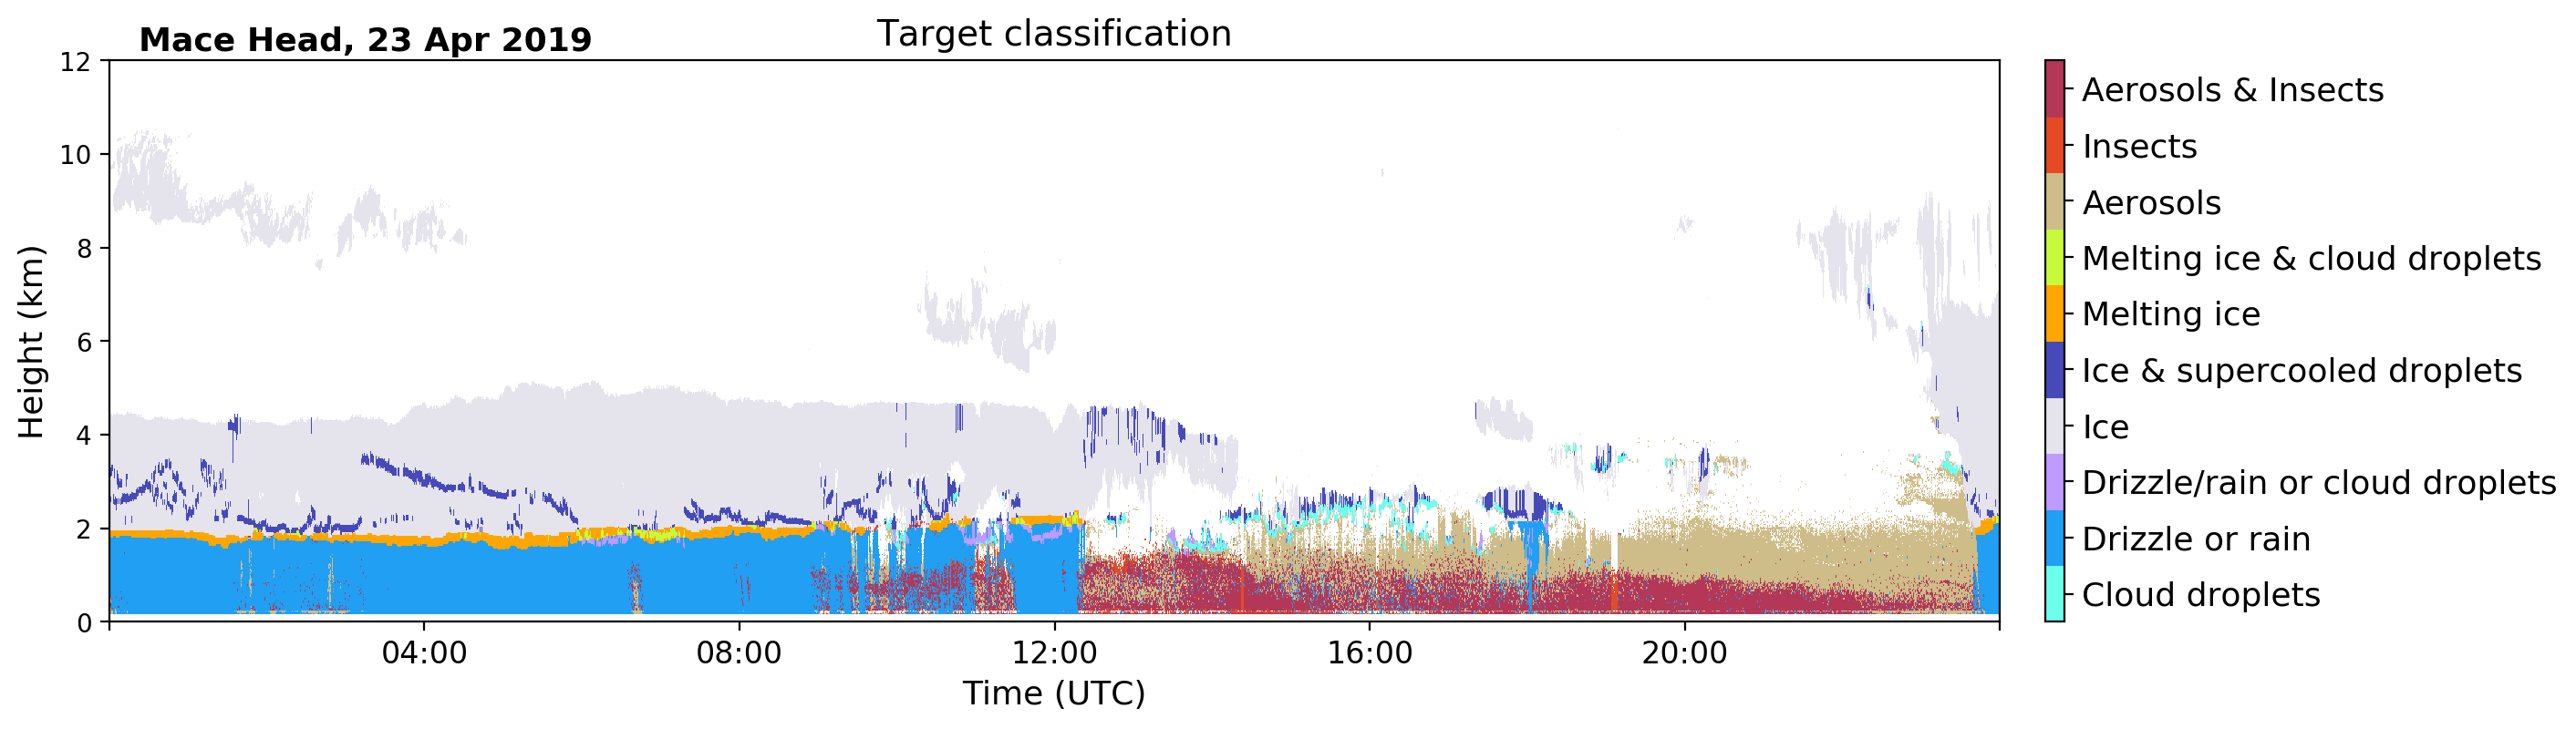 Mace Head, 23 Apr 2019
Target classification
Height (km)
12
10
8
6
4
2
0
04:00
08:00
12:00
16:00
20:00
Time (UTC)
Aerosols & Insects
Insects
Aerosols
Melting ice & cloud droplets
Melting ice
Ice & supercooled droplets
Ice
Drizzle/rain or cloud droplets
Drizzle or rain
Cloud droplets